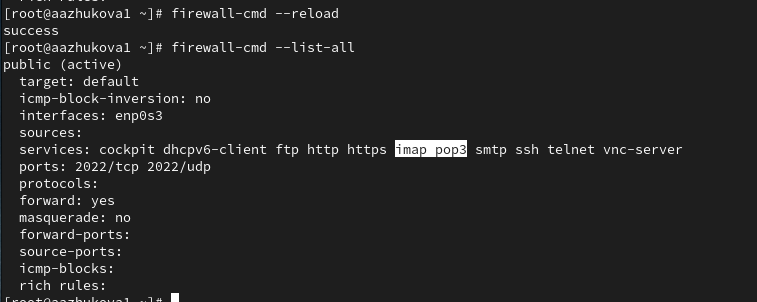 rich rules:
[root@aazhukova1 ~]# firewall-cmd --reload
success
[root@aazhukova1 ~]# firewall-cmd --list-all
public (active)
  target: default
  icmp-block-inversion: no
  interfaces: enp0s3
  sources:
  services: cockpit dhcpv6-client ftp http https imap pop3 smtp ssh telnet vnc-server
  ports: 2022/tcp 2022/udp
  protocols:
  forward: yes
  masquerade: no
  forward-ports:
  source-ports:
  icmp-blocks:
  rich rules:
[root@aazhukova1 ~]#